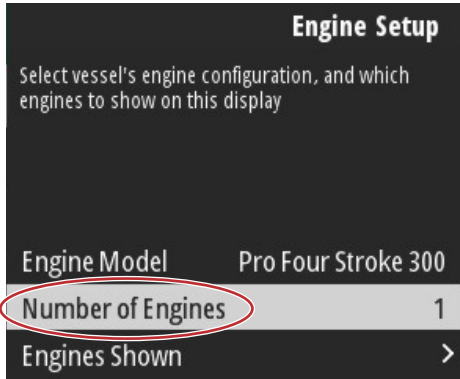 Engine Setup
Select vessel's engine configuration, and which
engines to show on this display
Engine Model Pro Four Stroke 300
Number of Engines 1
Engines Shown >